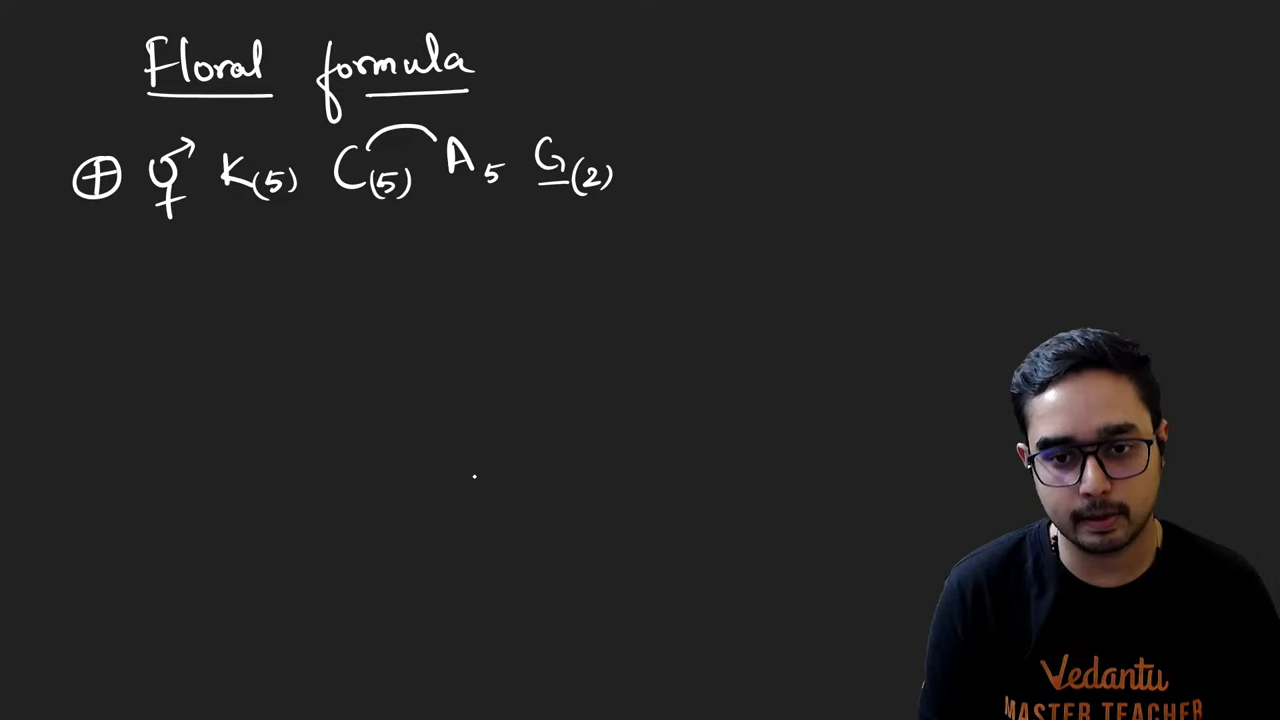 Floral formula
⊕ ⚥ K(5) C(5) A5 G(2)
Vedantu
MASTER TEACHER